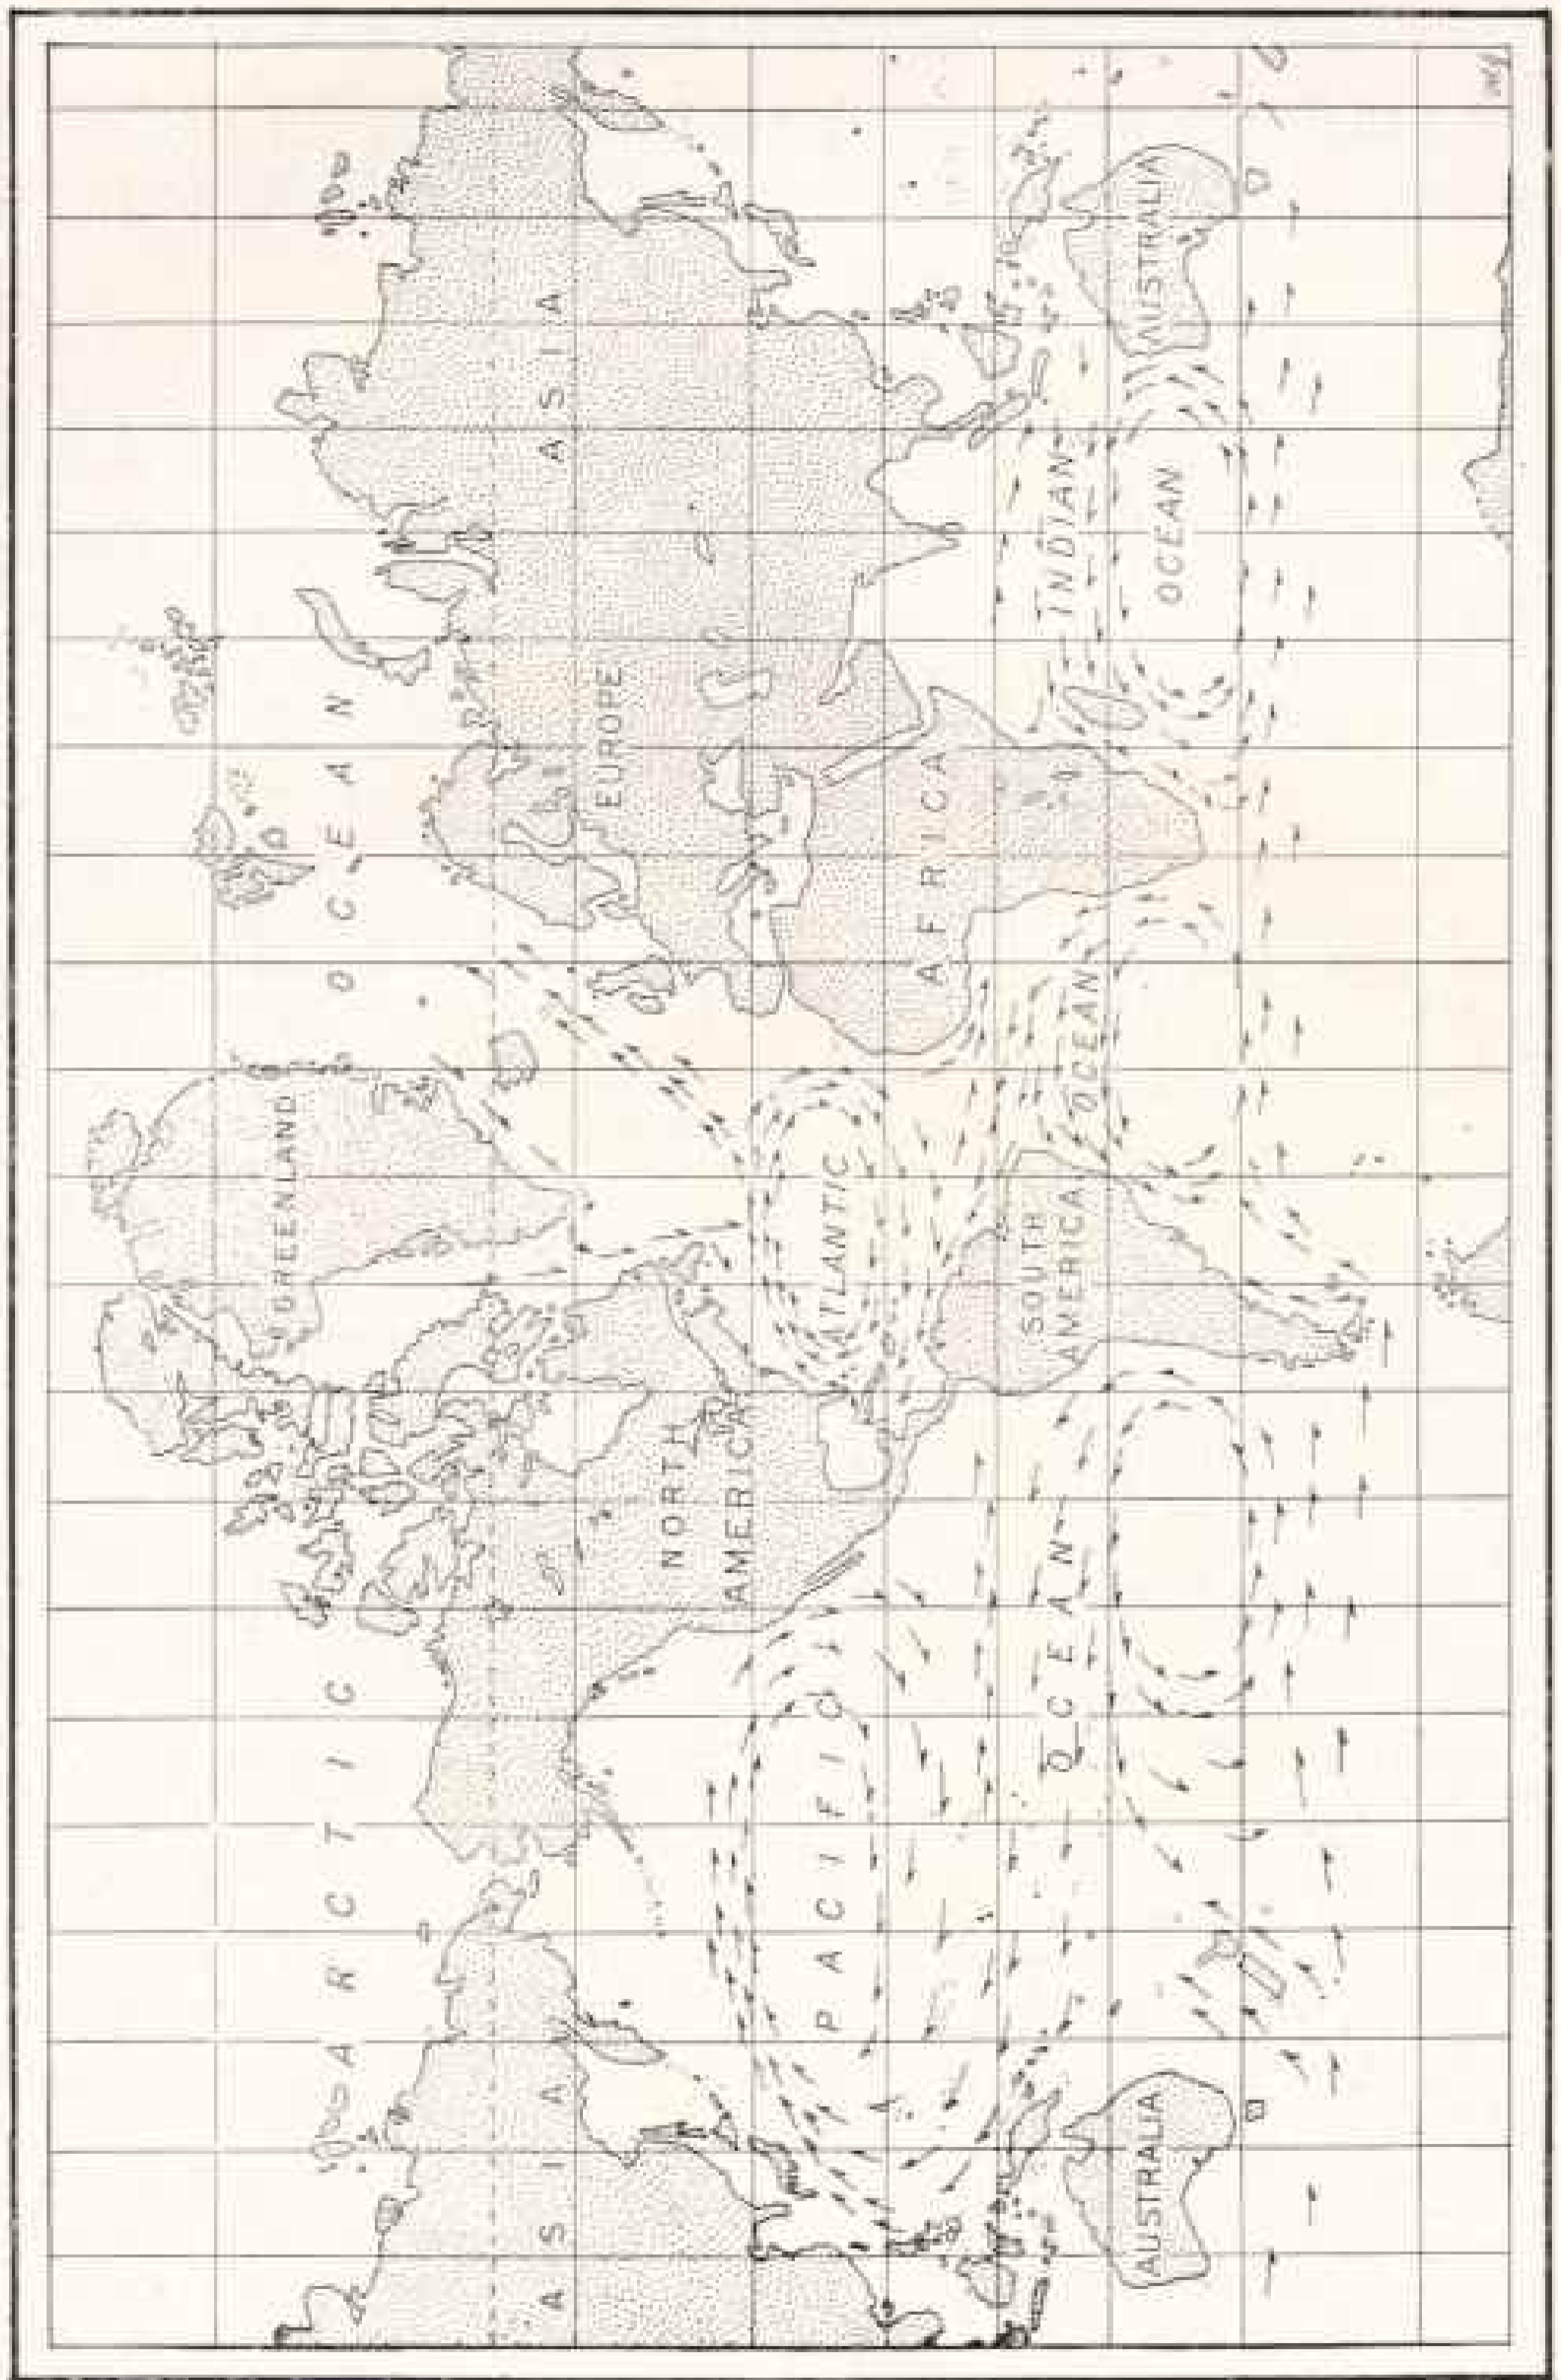 ARCTIC OCEAN
GREENLAND
ASIA
EUROPE
ASIA
NORTH
AMERICA
PACIFIC
OCEAN
ATLANTIC
OCEAN
AFRICA
SOUTH
AMERICA
INDIAN
OCEAN
AUSTRALIA
AUSTRALIA